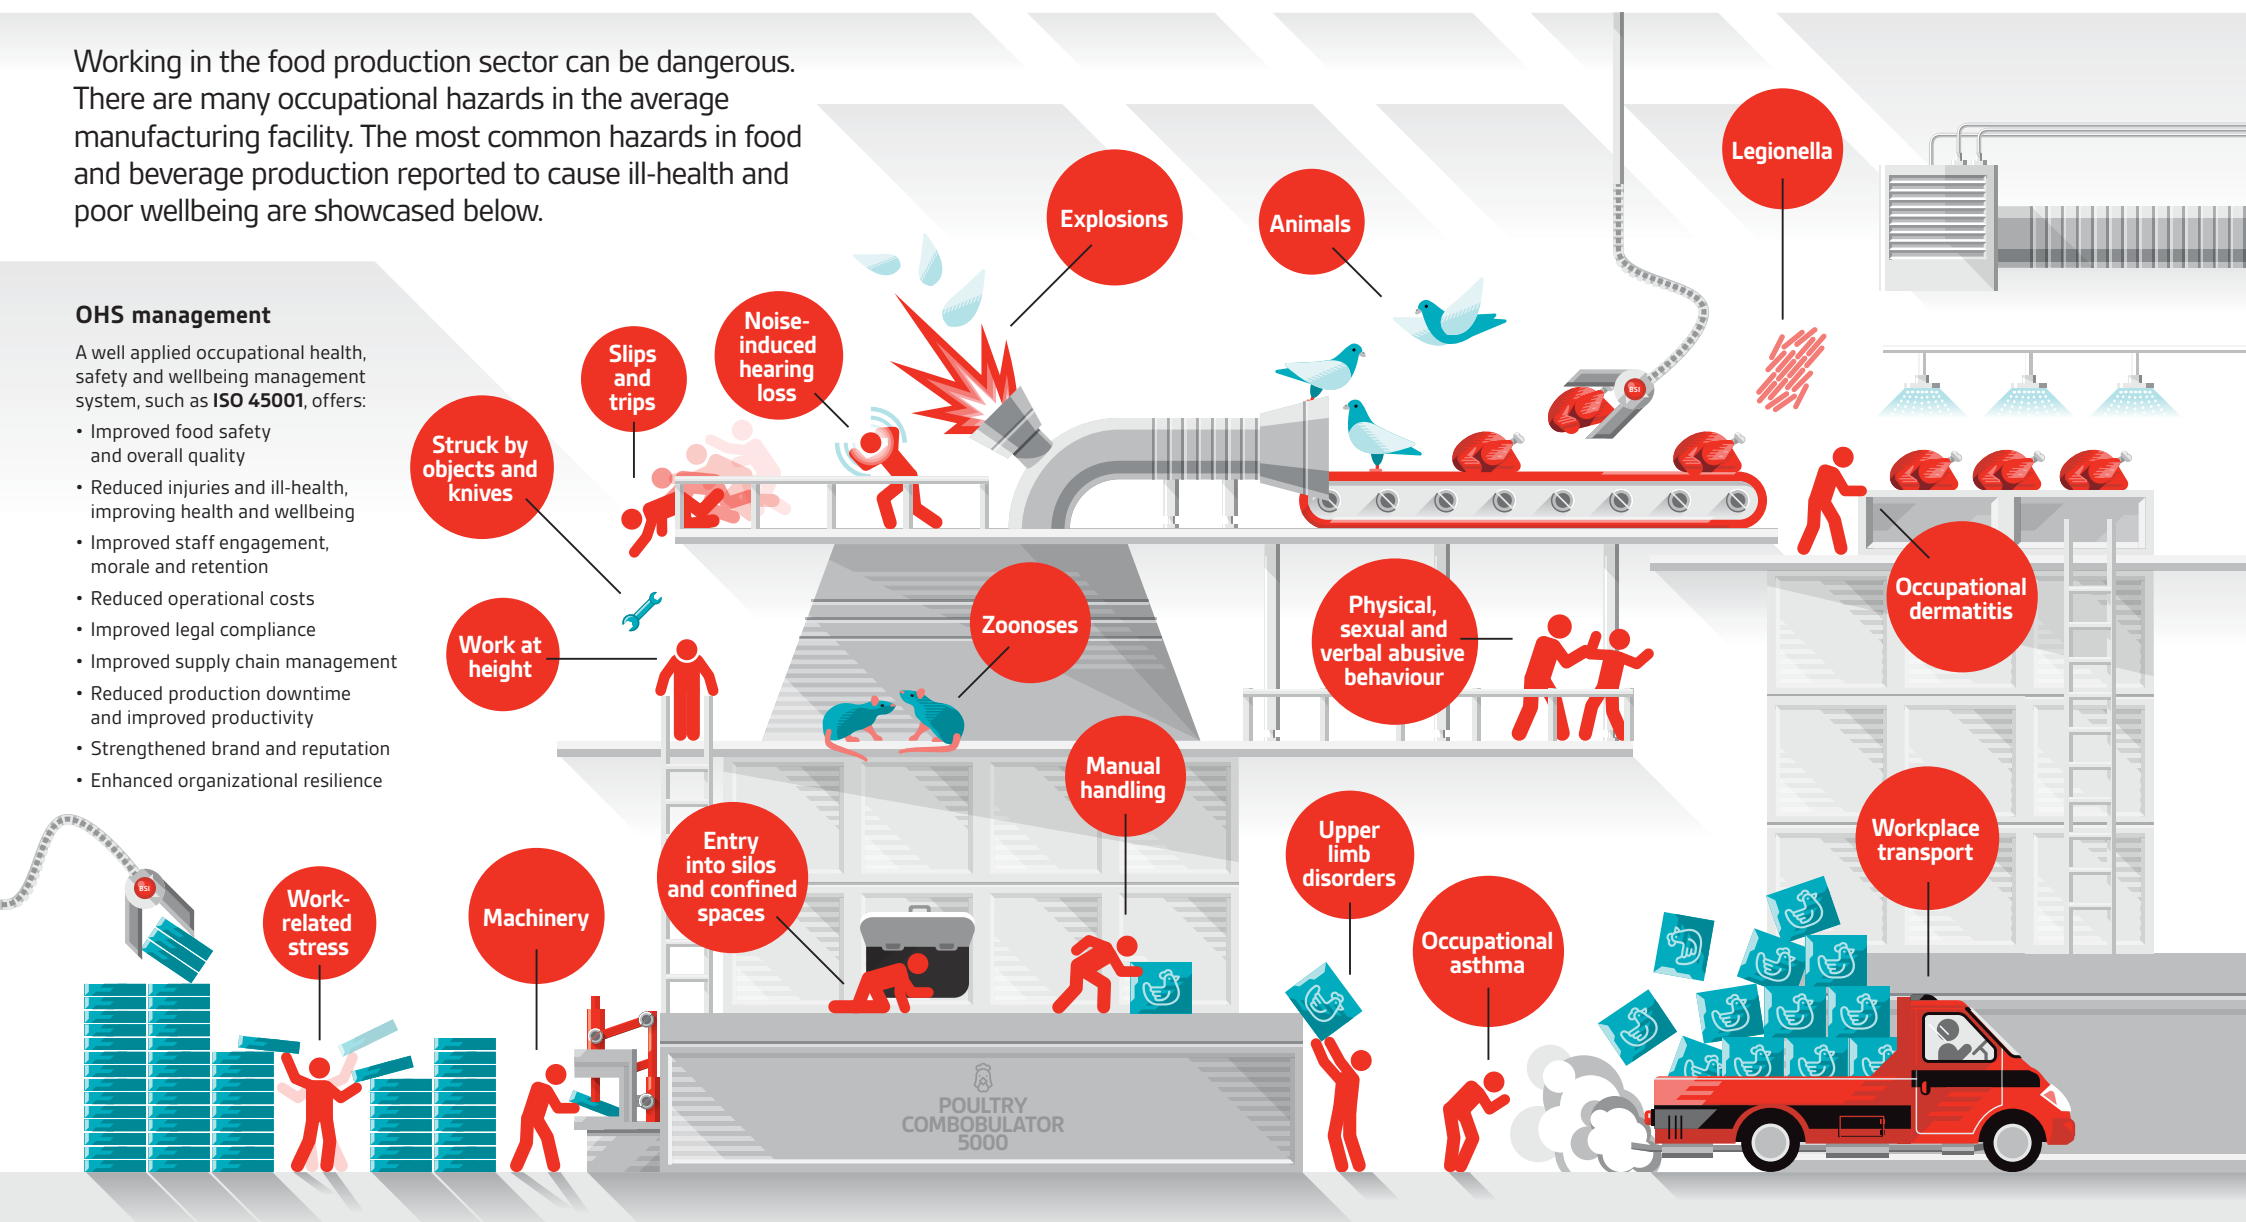 Working in the food production sector can be dangerous.
There are many occupational hazards in the average
manufacturing facility. The most common hazards in food
and beverage production reported to cause ill-health and
poor wellbeing are showcased below.
OHS management
A well applied occupational health,
safety and wellbeing management
system, such as ISO 45001, offers:
• Improved food safety
and overall quality
• Reduced injuries and ill-health,
improving health and wellbeing
• Improved staff engagement,
morale and retention
• Reduced operational costs
• Improved legal compliance
• Improved supply chain management
• Reduced production downtime
and improved productivity
• Strengthened brand and reputation
• Enhanced organizational resilience
Struck by
objects and
knives
Slips
and
trips
Noise-
induced
hearing
loss
Explosions
Animals
Legionella
BSI
Work at
height
Zoonoses
Physical,
sexual and
verbal abusive
behaviour
Occupational
dermatitis
Manual
handling
Entry
into silos
and confined
spaces
Upper
limb
disorders
Workplace
transport
BSI
Work-
related
stress
Machinery
Occupational
asthma
POULTRY
COMBOBULATOR
5000